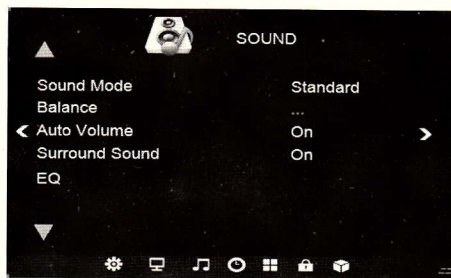 SOUND
Sound Mode Standard
Balance ...
Auto Volume On
Surround Sound On
EQ